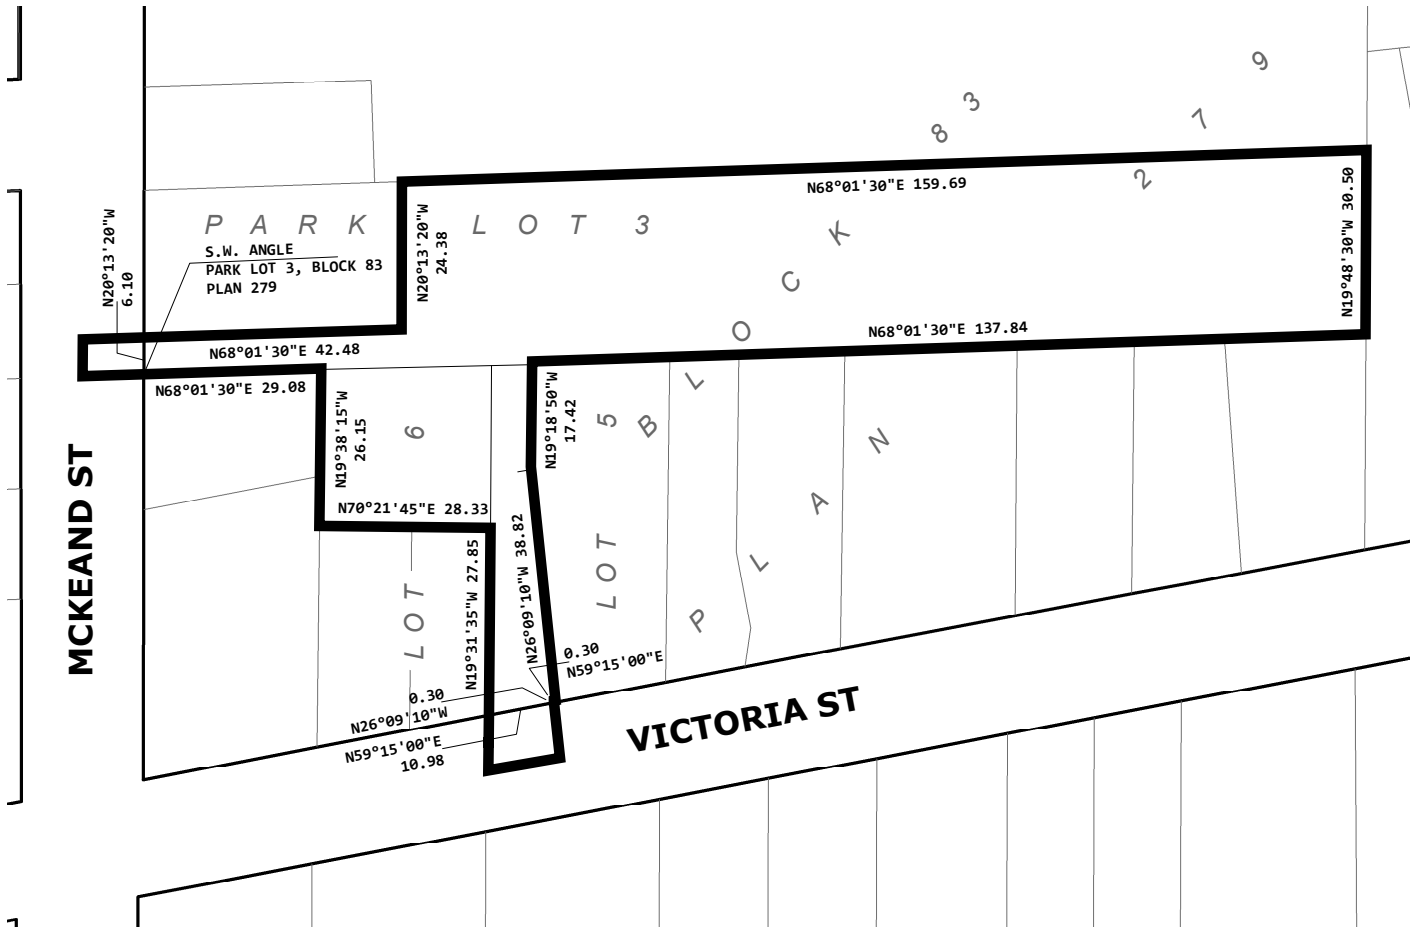 9
3
8
7
2
N68°01'30"E 159.69
N19°48'30"W 30.50
PARK LOT 3
K
C
O
L
B
N20°13'20"W
6.10
S.W. ANGLE
PARK LOT 3, BLOCK 83
PLAN 279
N20°13'20"W
24.38
N68°01'30"E 137.84
N68°01'30"E 42.48
N68°01'30"E 29.08
N19°38'15"W
26.15
LOT 6
N19°18'50"W
17.42
LOT 5
N
A
L
P
N70°21'45"E 28.33
N19°31'35"W 27.85
N26°09'10"W 38.82
0.30
N59°15'00"E
0.30
N26°09'10"W
N59°15'00"E
10.98
MCKEAND ST
VICTORIA ST